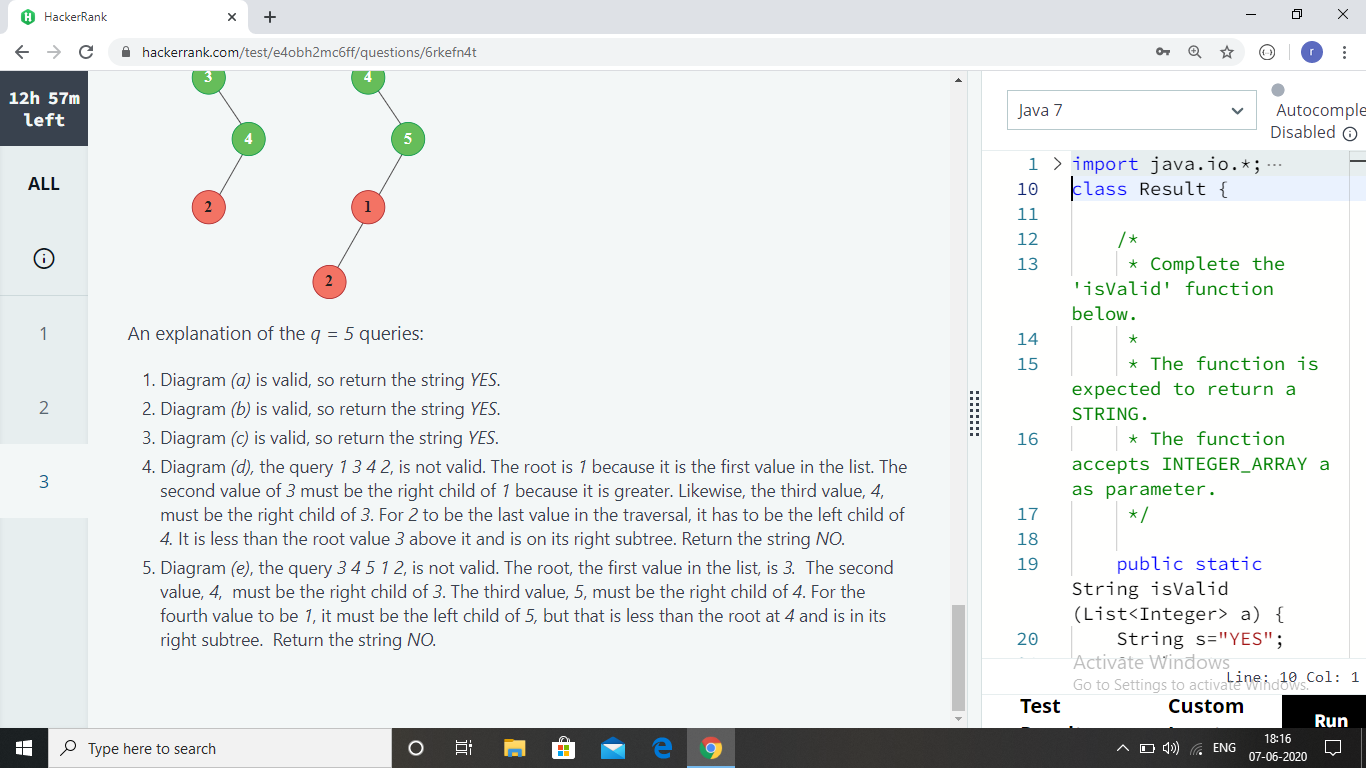 HackerRank
hackerrank.com/test/e4obh2mc6ff/questions/6rkefn4t
r
12h 57m
left
ALL
1
2
3
3
4
4
5
2
1
2
An explanation of the q = 5 queries:
1. Diagram (a) is valid, so return the string YES.
2. Diagram (b) is valid, so return the string YES.
3. Diagram (c) is valid, so return the string YES.
4. Diagram (d), the query 1 3 4 2, is not valid. The root is 1 because it is the first value in the list. The
second value of 3 must be the right child of 1 because it is greater. Likewise, the third value, 4,
must be the right child of 3. For 2 to be the last value in the traversal, it has to be the left child of
4. It is less than the root value 3 above it and is on its right subtree. Return the string NO.
5. Diagram (e), the query 3 4 5 1 2, is not valid. The root, the first value in the list, is 3. The second
value, 4, must be the right child of 3. The third value, 5, must be the right child of 4. For the
fourth value to be 1, it must be the left child of 5, but that is less than the root at 4 and is in its
right subtree. Return the string NO.
Java 7
Autocomple
Disabled
1 import java.io.*; ...
10 class Result {
11
12 /*
13 * Complete the
'isValid' function
below.
14 *
15 * The function is
expected to return a
STRING.
16 * The function
accepts INTEGER_ARRAY a
as parameter.
17 */
18
19 public static
String isValid
(List<Integer> a) {
20 String s="YES";
Activate Windows
Go to Settings to activate Windows.
Line: 10 Col: 1
Test
Custom
Run
Type here to search
ENG
18:16
07-06-2020